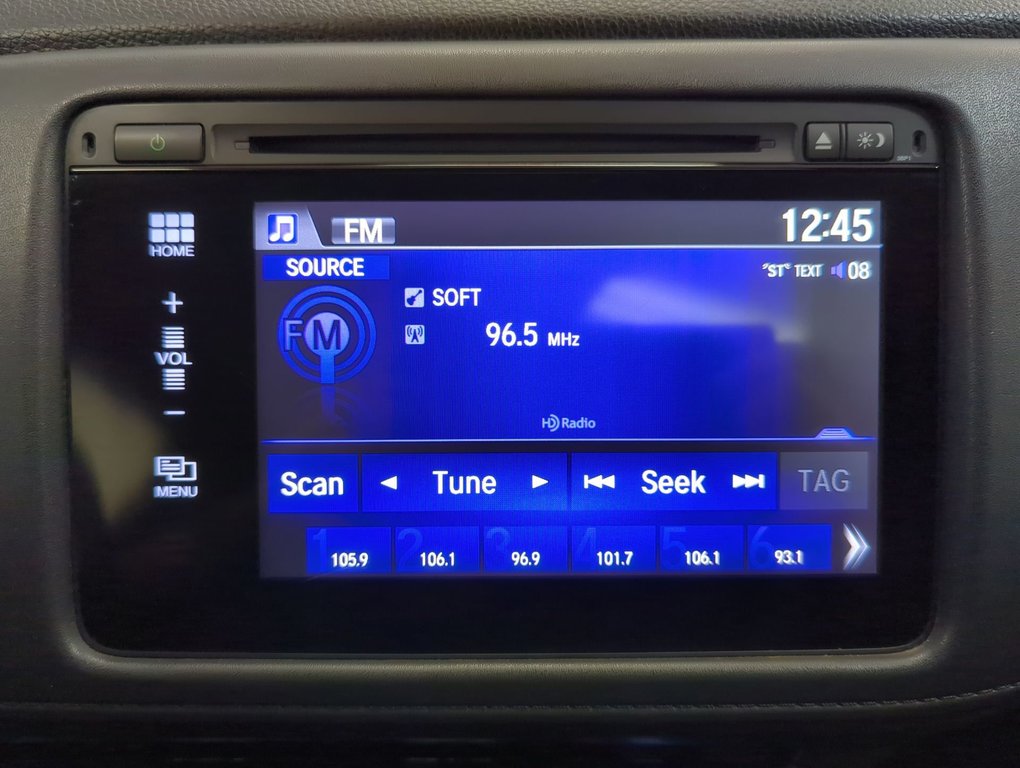 HOME
+
VOL
−
MENU
FM
12:45
SOURCE
"ST" TEXT 08
FM
SOFT
96.5 MHz
HD Radio
Scan
Tune
Seek
TAG
1 105.9
2 106.1
3 96.9
4 101.7
5 106.1
6 93.1